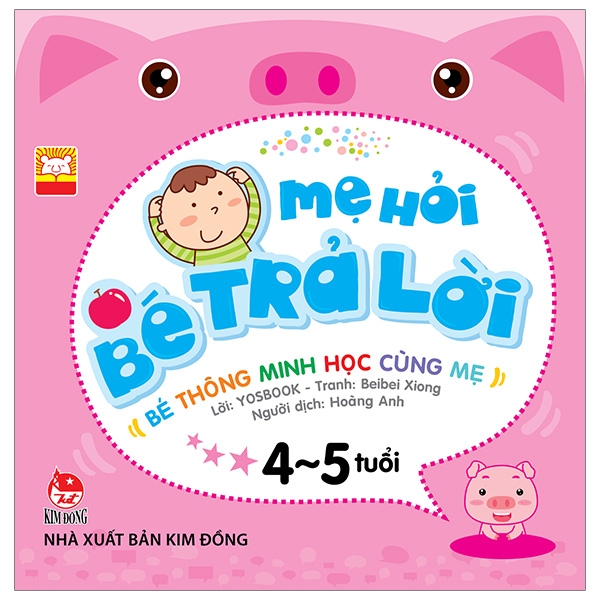 MẸ HỎI
BÉ TRẢ LỜI
BÉ THÔNG MINH HỌC CÙNG MẸ
Lời: YOSBOOK - Tranh: Beibei Xiong
Người dịch: Hoàng Anh
4~5 tuổi
KIM ĐỒNG
NHÀ XUẤT BẢN KIM ĐỒNG